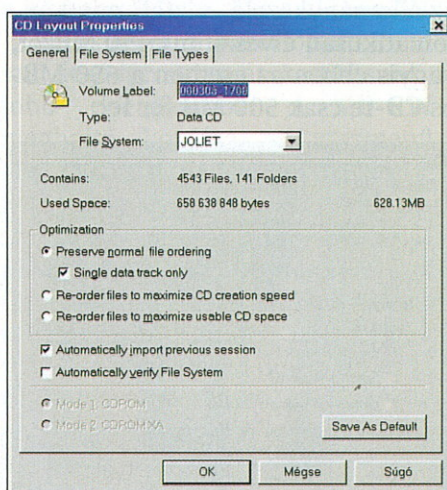 CD Layout Properties
General File System File Types
Volume Label: 000305_1700
Type: Data CD
File System: JOLIET
Contains: 4543 Files, 141 Folders
Used Space: 658 638 848 bytes 628.13MB
Optimization
Preserve normal file ordering
Single data track only
Re-order files to maximize CD creation speed
Re-order files to maximize usable CD space
Automatically import previous session
Automatically verify File System
Mode 1: CDROM
Mode 2: CDROM XA
Save As Default
OK Mégse Súgó